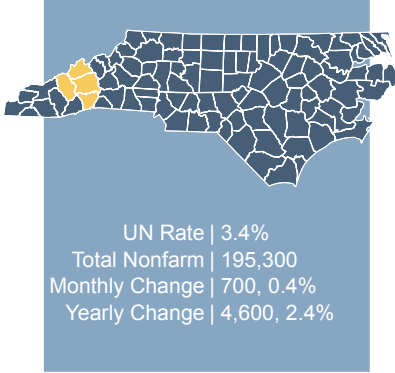 UN Rate | 3.4%
Total Nonfarm | 195,300
Monthly Change | 700, 0.4%
Yearly Change | 4,600, 2.4%